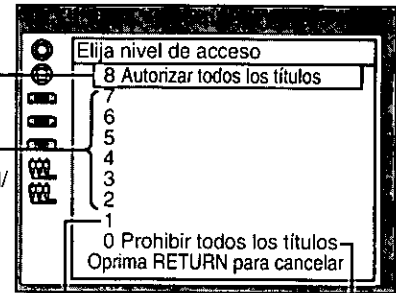 Elija nivel de acceso
8 Autorizar todos los títulos
7
6
5
4
/
3
2
1
0 Prohibir todos los títulos
Oprima RETURN para cancelar